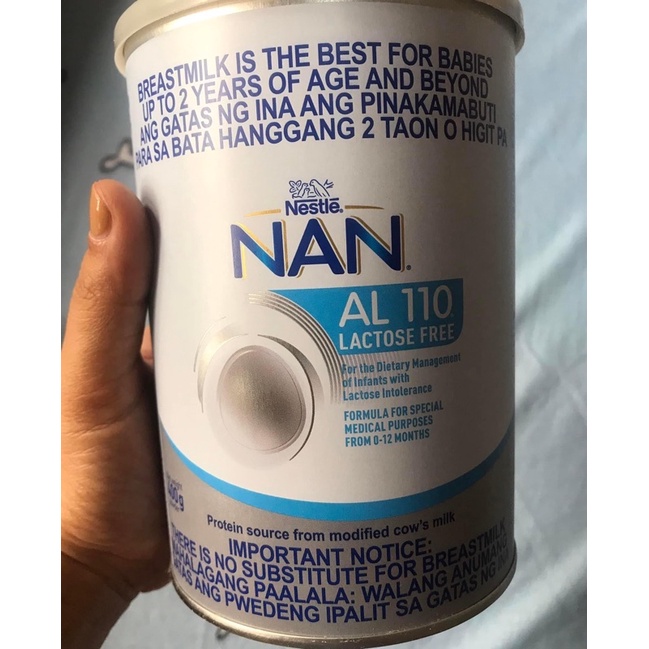 BREASTMILK IS THE BEST FOR BABIES
UP TO 2 YEARS OF AGE AND BEYOND
ANG GATAS NG INA ANG PINAKAMABUTI
PARA SA BATA HANGGANG 2 TAON O HIGIT PA
Nestlé
NAN
AL 110
LACTOSE FREE
For the Dietary Management
of Infants with
Lactose Intolerance
FORMULA FOR SPECIAL
MEDICAL PURPOSES
FROM 0-12 MONTHS
400g
Protein source from modified cow's milk
IMPORTANT NOTICE:
THERE IS NO SUBSTITUTE FOR BREASTMILK
MAHALAGANG PAALALA: WALANG ANUMANG
GATAS ANG PWEDENG IPALIT SA GATAS NG INA